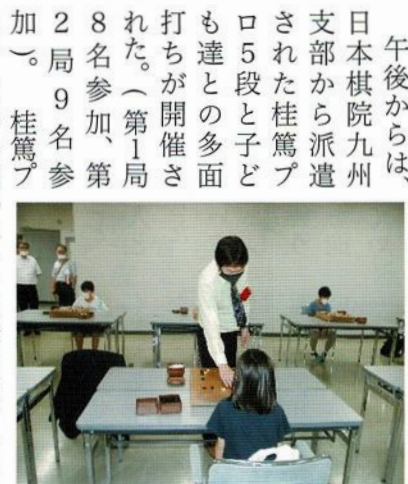 午後からは、
日本棋院九州
支部から派遣
された桂篤プ
ロ５段と子ど
も達との多面
打ちが開催さ
れた。（第1局
８名参加、第
２局９名参
加）。　桂篤プ